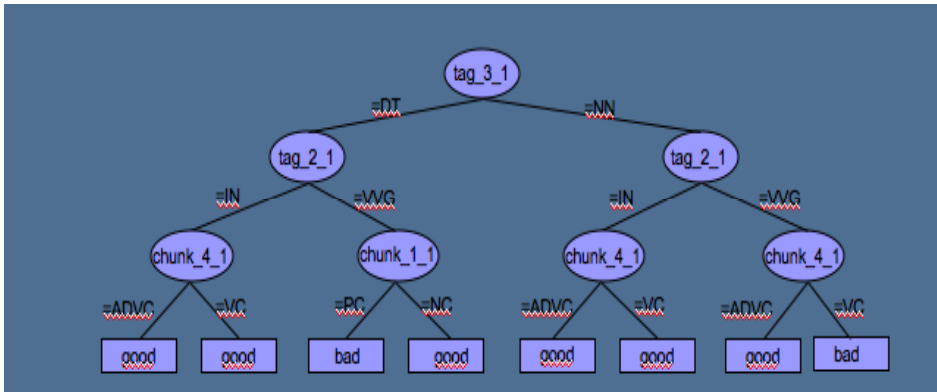 tag_3_1
=DT =NN
tag_2_1 tag_2_1
=IN =VVG =IN =VVG
chunk_4_1 chunk_1_1 chunk_4_1 chunk_4_1
=ADVC =VC =PC =NC =ADVC =VC =ADVC =VC
good good bad good good good good bad